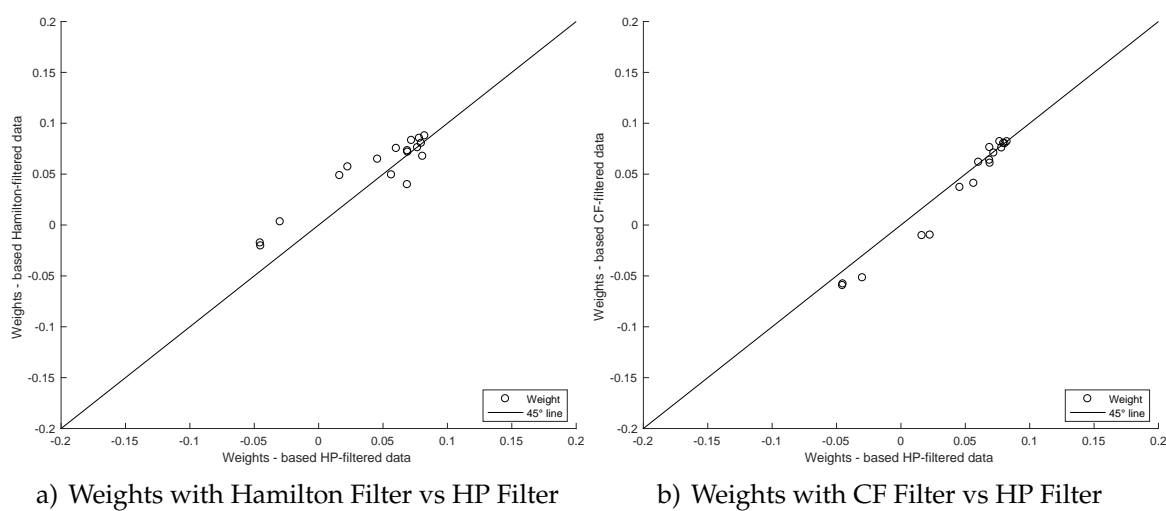 0.2
0.15
0.1
0.05
0
-0.05
-0.1
-0.15
-0.2
Weights - based Hamilton-filtered data
-0.2 -0.15 -0.1 -0.05 0 0.05 0.1 0.15 0.2
Weights - based HP-filtered data
Weight
45° line
a) Weights with Hamilton Filter vs HP Filter
0.2
0.15
0.1
0.05
0
-0.05
-0.1
-0.15
-0.2
Weights - based CF-filtered data
-0.2 -0.15 -0.1 -0.05 0 0.05 0.1 0.15 0.2
Weights - based HP-filtered data
Weight
45° line
b) Weights with CF Filter vs HP Filter